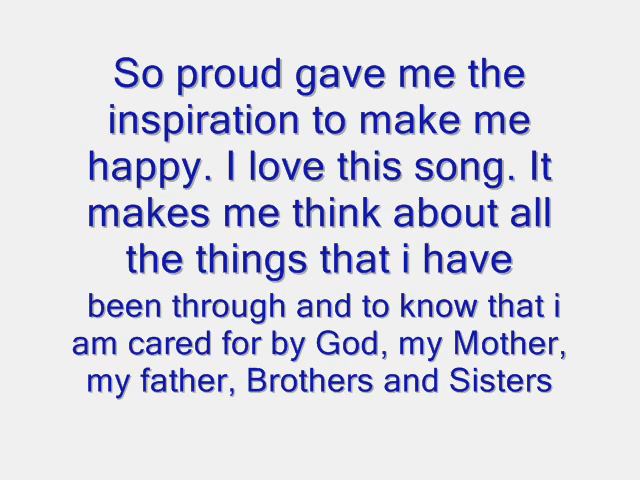 So proud gave me the
inspiration to make me
happy. I love this song. It
makes me think about all
the things that i have
been through and to know that i
am cared for by God, my Mother,
my father, Brothers and Sisters